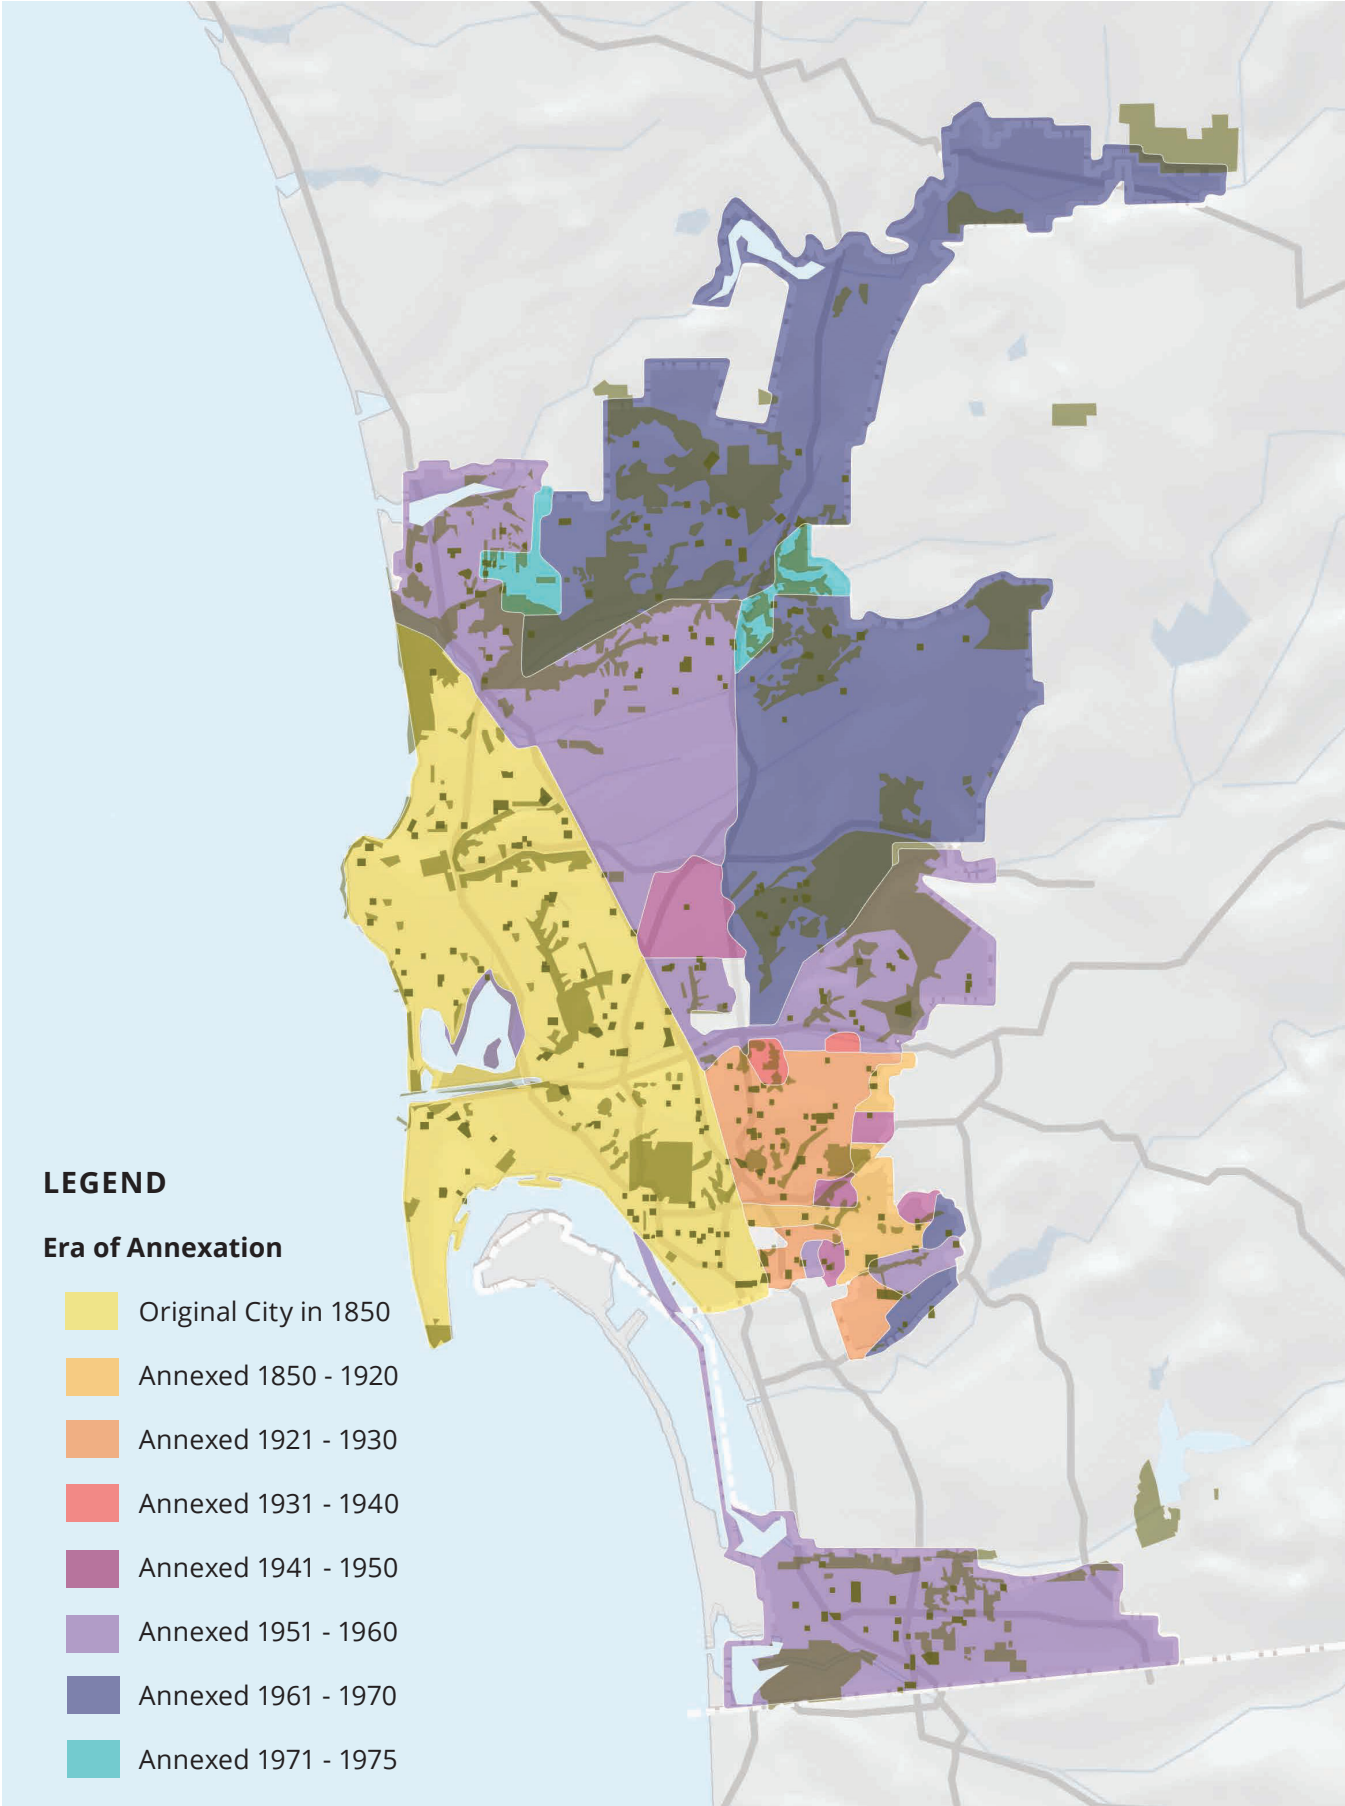 LEGEND
Era of Annexation
Original City in 1850
Annexed 1850 - 1920
Annexed 1921 - 1930
Annexed 1931 - 1940
Annexed 1941 - 1950
Annexed 1951 - 1960
Annexed 1961 - 1970
Annexed 1971 - 1975